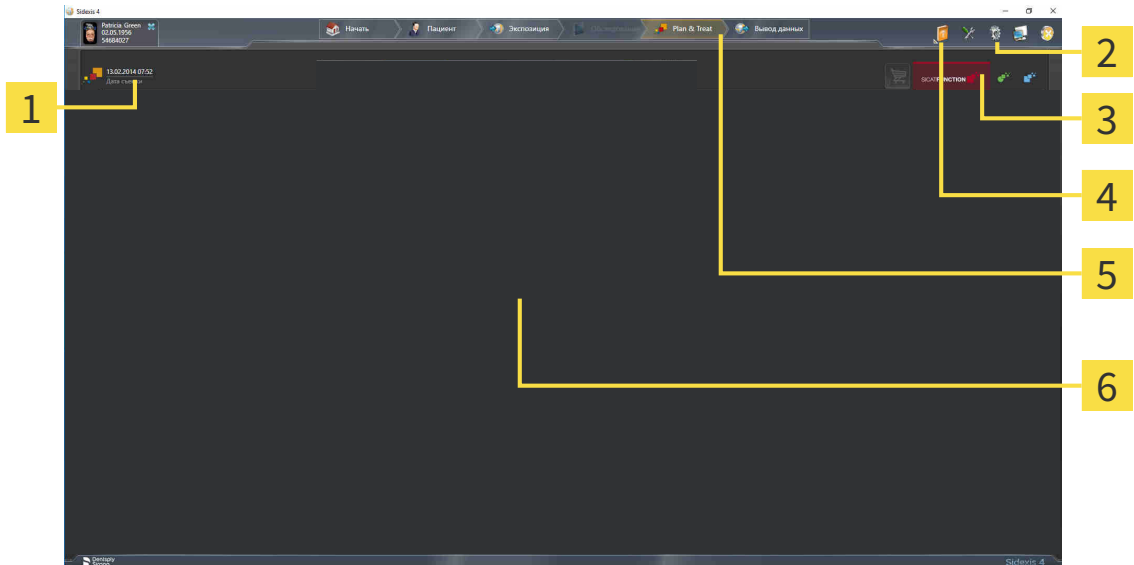 Sidexis 4
Patricia Green
02.05.1956
54684027
Начать
Пациент
Экспозиция
Обследование
Plan & Treat
Вывод данных
13.02.2014 07:52
Дата съемки
SICAT FUNCTION
1
2
3
4
5
6
Dentsply
Sirona
Sidexis 4